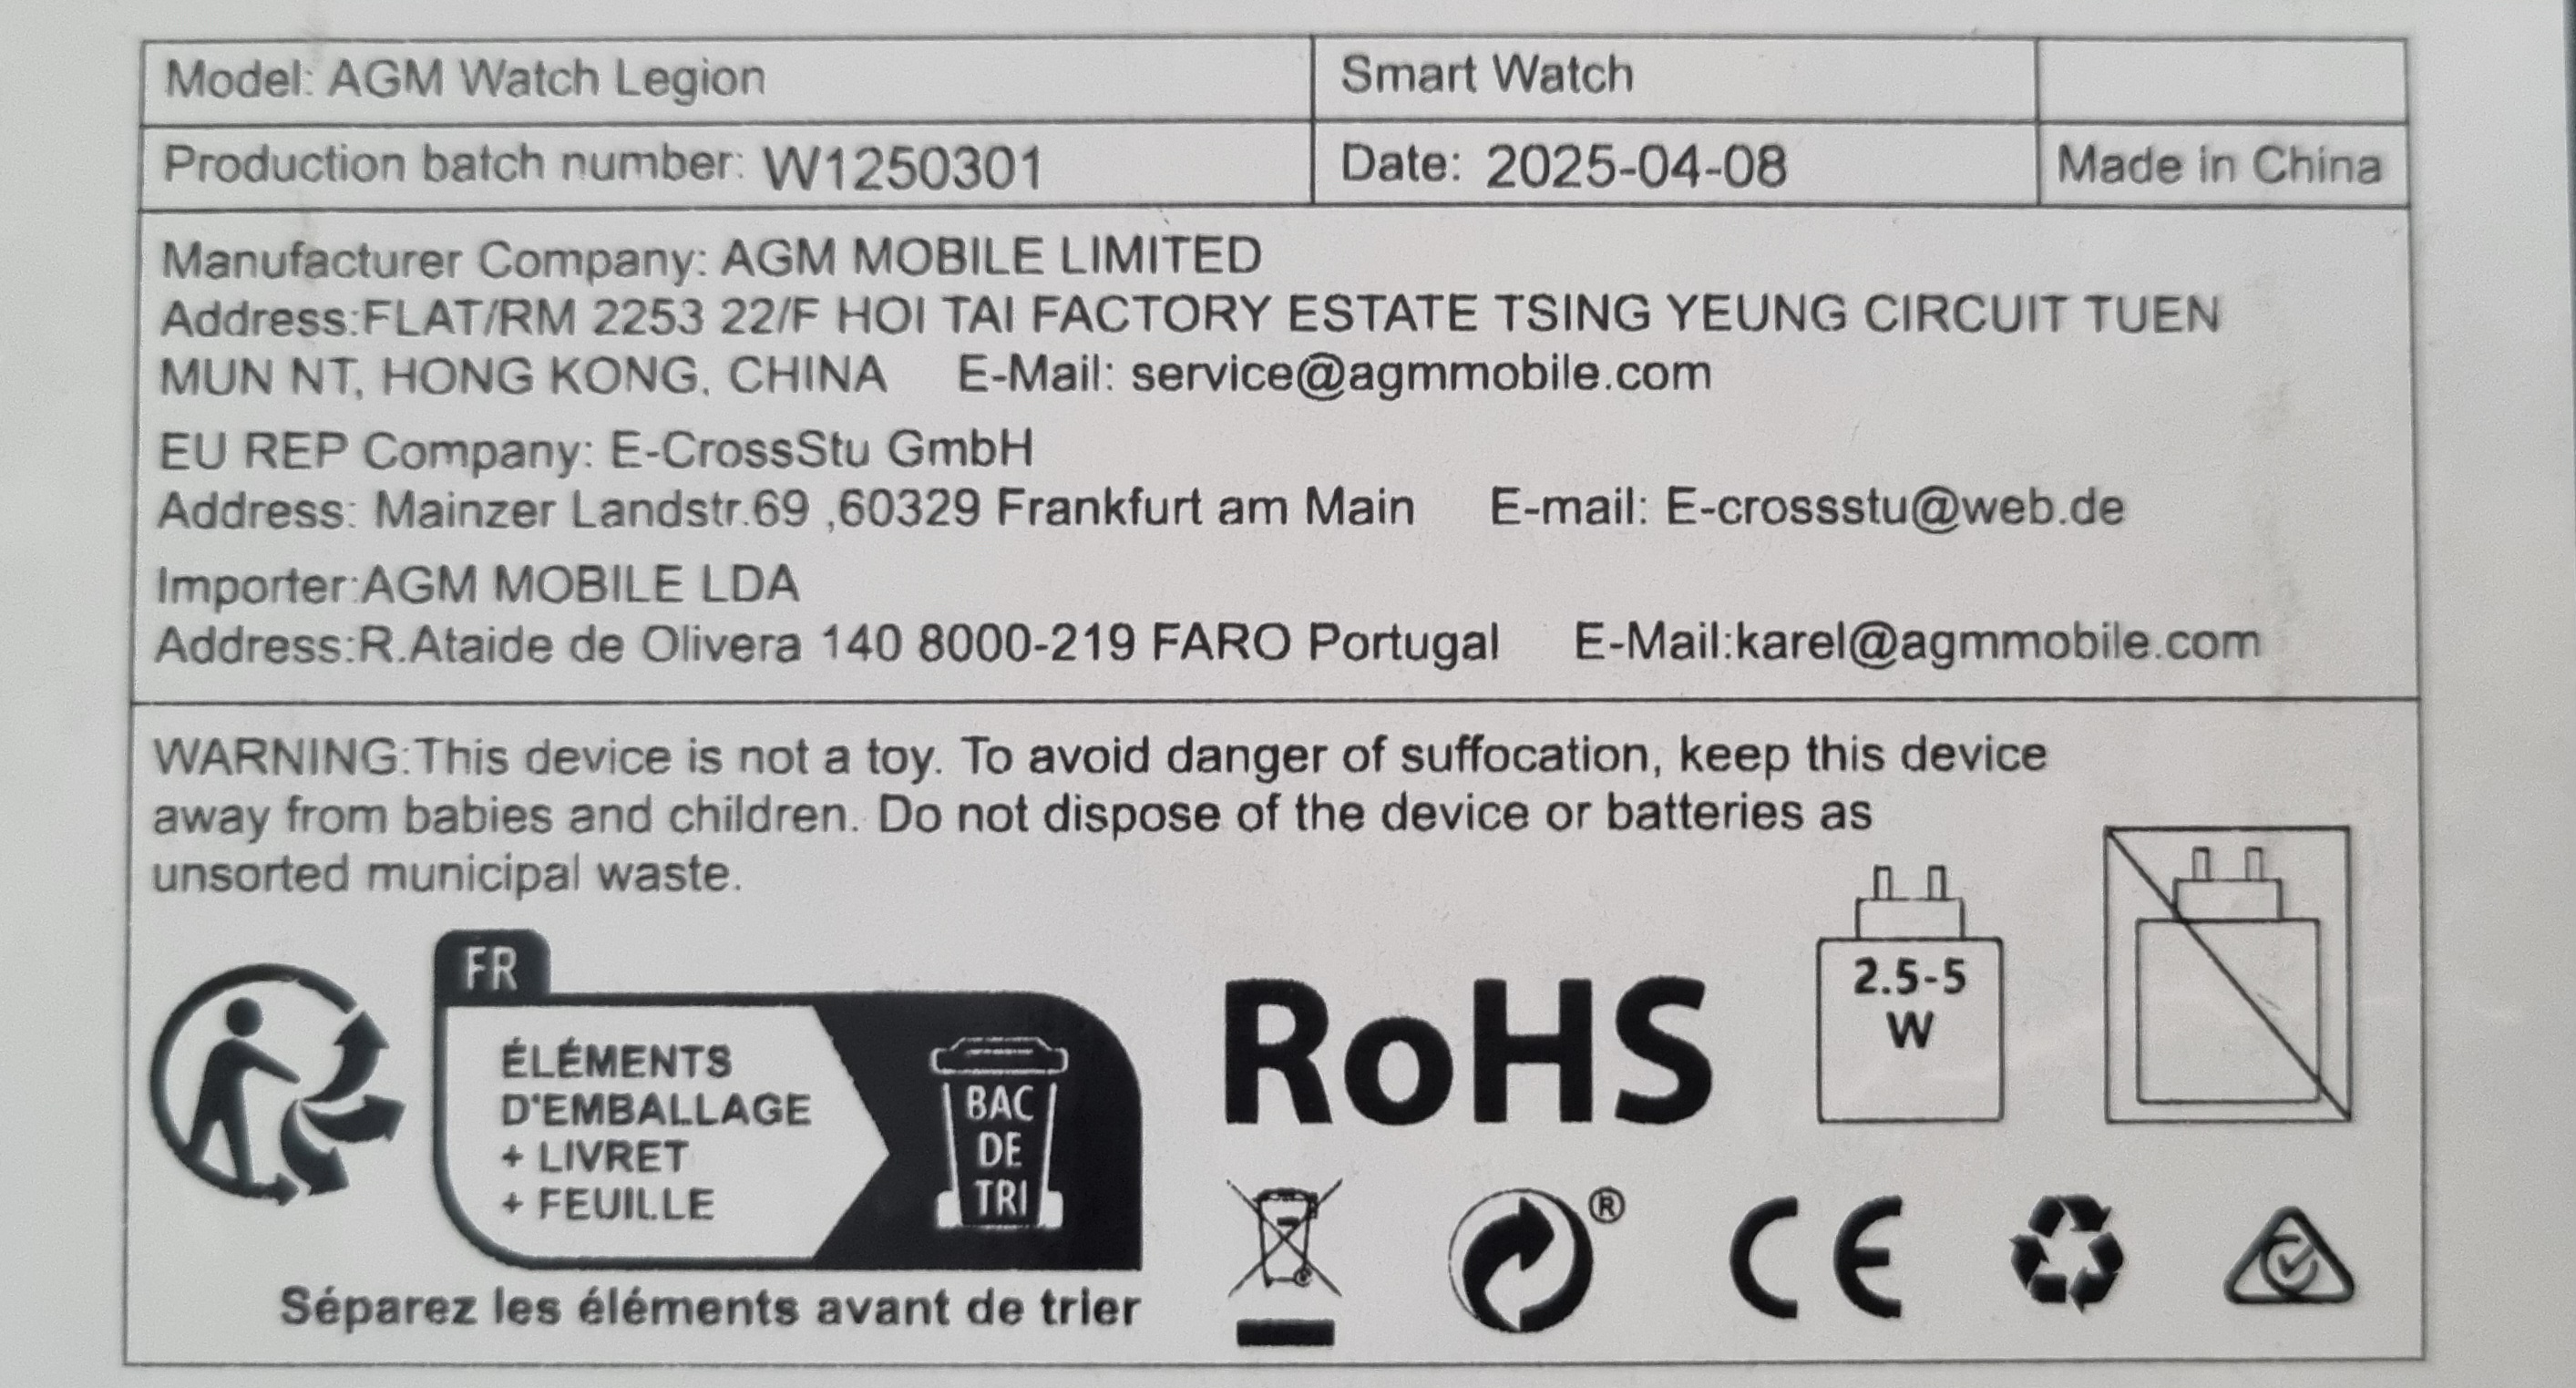 Model: AGM Watch Legion
Smart Watch
Production batch number: W1250301
Date: 2025-04-08
Made in China
Manufacturer Company: AGM MOBILE LIMITED
Address:FLAT/RM 2253 22/F HOI TAI FACTORY ESTATE TSING YEUNG CIRCUIT TUEN
MUN NT, HONG KONG, CHINA E-Mail: service@agmmobile.com
EU REP Company: E-CrossStu GmbH
Address: Mainzer Landstr.69 ,60329 Frankfurt am Main E-mail: E-crossstu@web.de
Importer:AGM MOBILE LDA
Address:R.Ataide de Olivera 140 8000-219 FARO Portugal E-Mail:karel@agmmobile.com
WARNING:This device is not a toy. To avoid danger of suffocation, keep this device
away from babies and children. Do not dispose of the device or batteries as
unsorted municipal waste.
FR
ÉLÉMENTS
D'EMBALLAGE
+ LIVRET
+ FEUILLE
BAC
DE
TRI
Séparez les éléments avant de trier
RoHS
2.5-5
W
®
CE